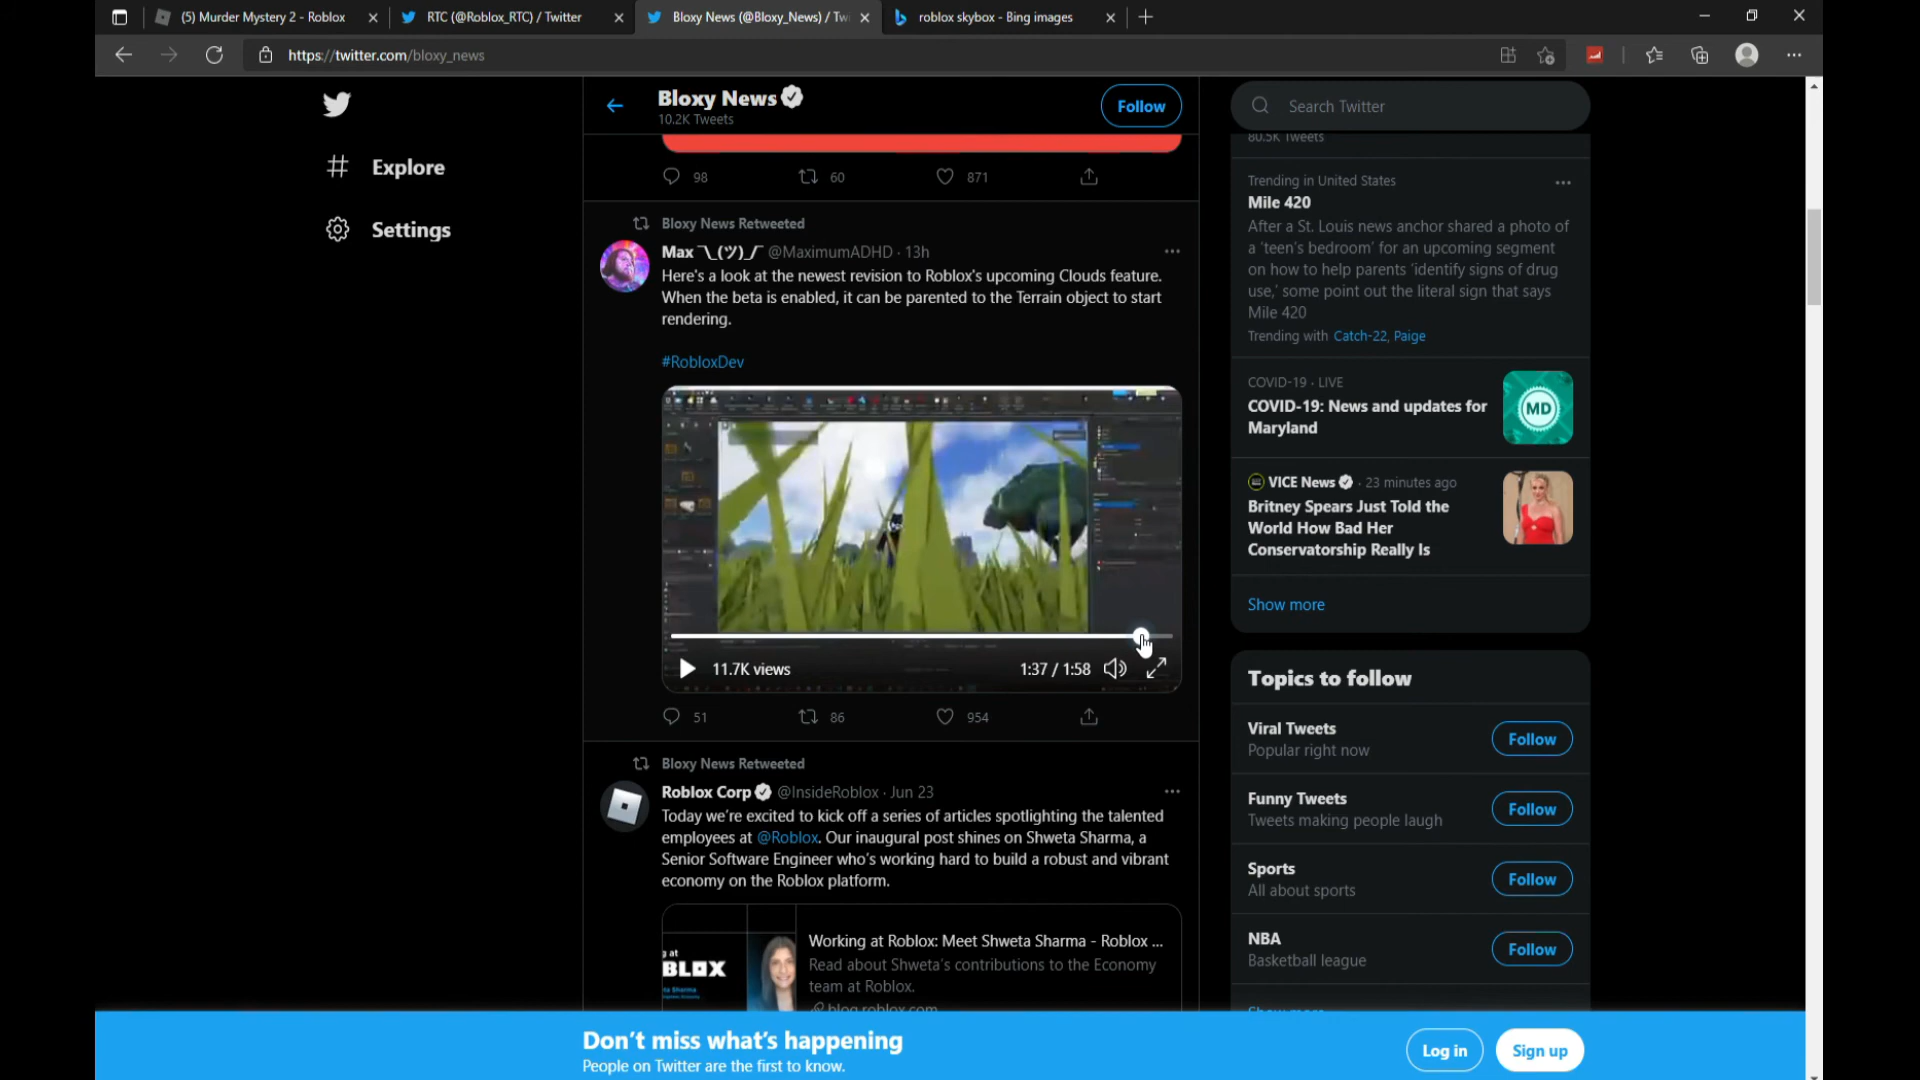 (5) Murder Mystery 2 - Roblox
RTC (@Roblox_RTC) / Twitter
Bloxy News (@Bloxy_News) / Tw
roblox skybox - Bing images
https://twitter.com/bloxy_news
Explore
Settings
Bloxy News
10.2K Tweets
Follow
98
60
871
Bloxy News Retweeted
Max ¯\_(ツ)_/¯ @MaximumADHD · 13h
Here's a look at the newest revision to Roblox's upcoming Clouds feature.
When the beta is enabled, it can be parented to the Terrain object to start
rendering.
#RobloxDev
11.7K views
1:37 / 1:58
51
86
954
Bloxy News Retweeted
Roblox Corp @InsideRoblox · Jun 23
Today we're excited to kick off a series of articles spotlighting the talented
employees at @Roblox. Our inaugural post shines on Shweta Sharma, a
Senior Software Engineer who's working hard to build a robust and vibrant
economy on the Roblox platform.
g at
BLOX
ta Sharma
Working at Roblox: Meet Shweta Sharma - Roblox ...
Read about Shweta's contributions to the Economy
team at Roblox.
blog.roblox.com
Search Twitter
80.5K Tweets
Trending in United States
Mile 420
After a St. Louis news anchor shared a photo of
a 'teen's bedroom' for an upcoming segment
on how to help parents 'identify signs of drug
use,' some point out the literal sign that says
Mile 420
Trending with Catch-22, Paige
COVID-19 · LIVE
COVID-19: News and updates for
Maryland
MD
VICE News · 23 minutes ago
Britney Spears Just Told the
World How Bad Her
Conservatorship Really Is
Show more
Topics to follow
Viral Tweets
Popular right now
Follow
Funny Tweets
Tweets making people laugh
Follow
Sports
All about sports
Follow
NBA
Basketball league
Follow
Show more
Don't miss what's happening
People on Twitter are the first to know.
Log in
Sign up